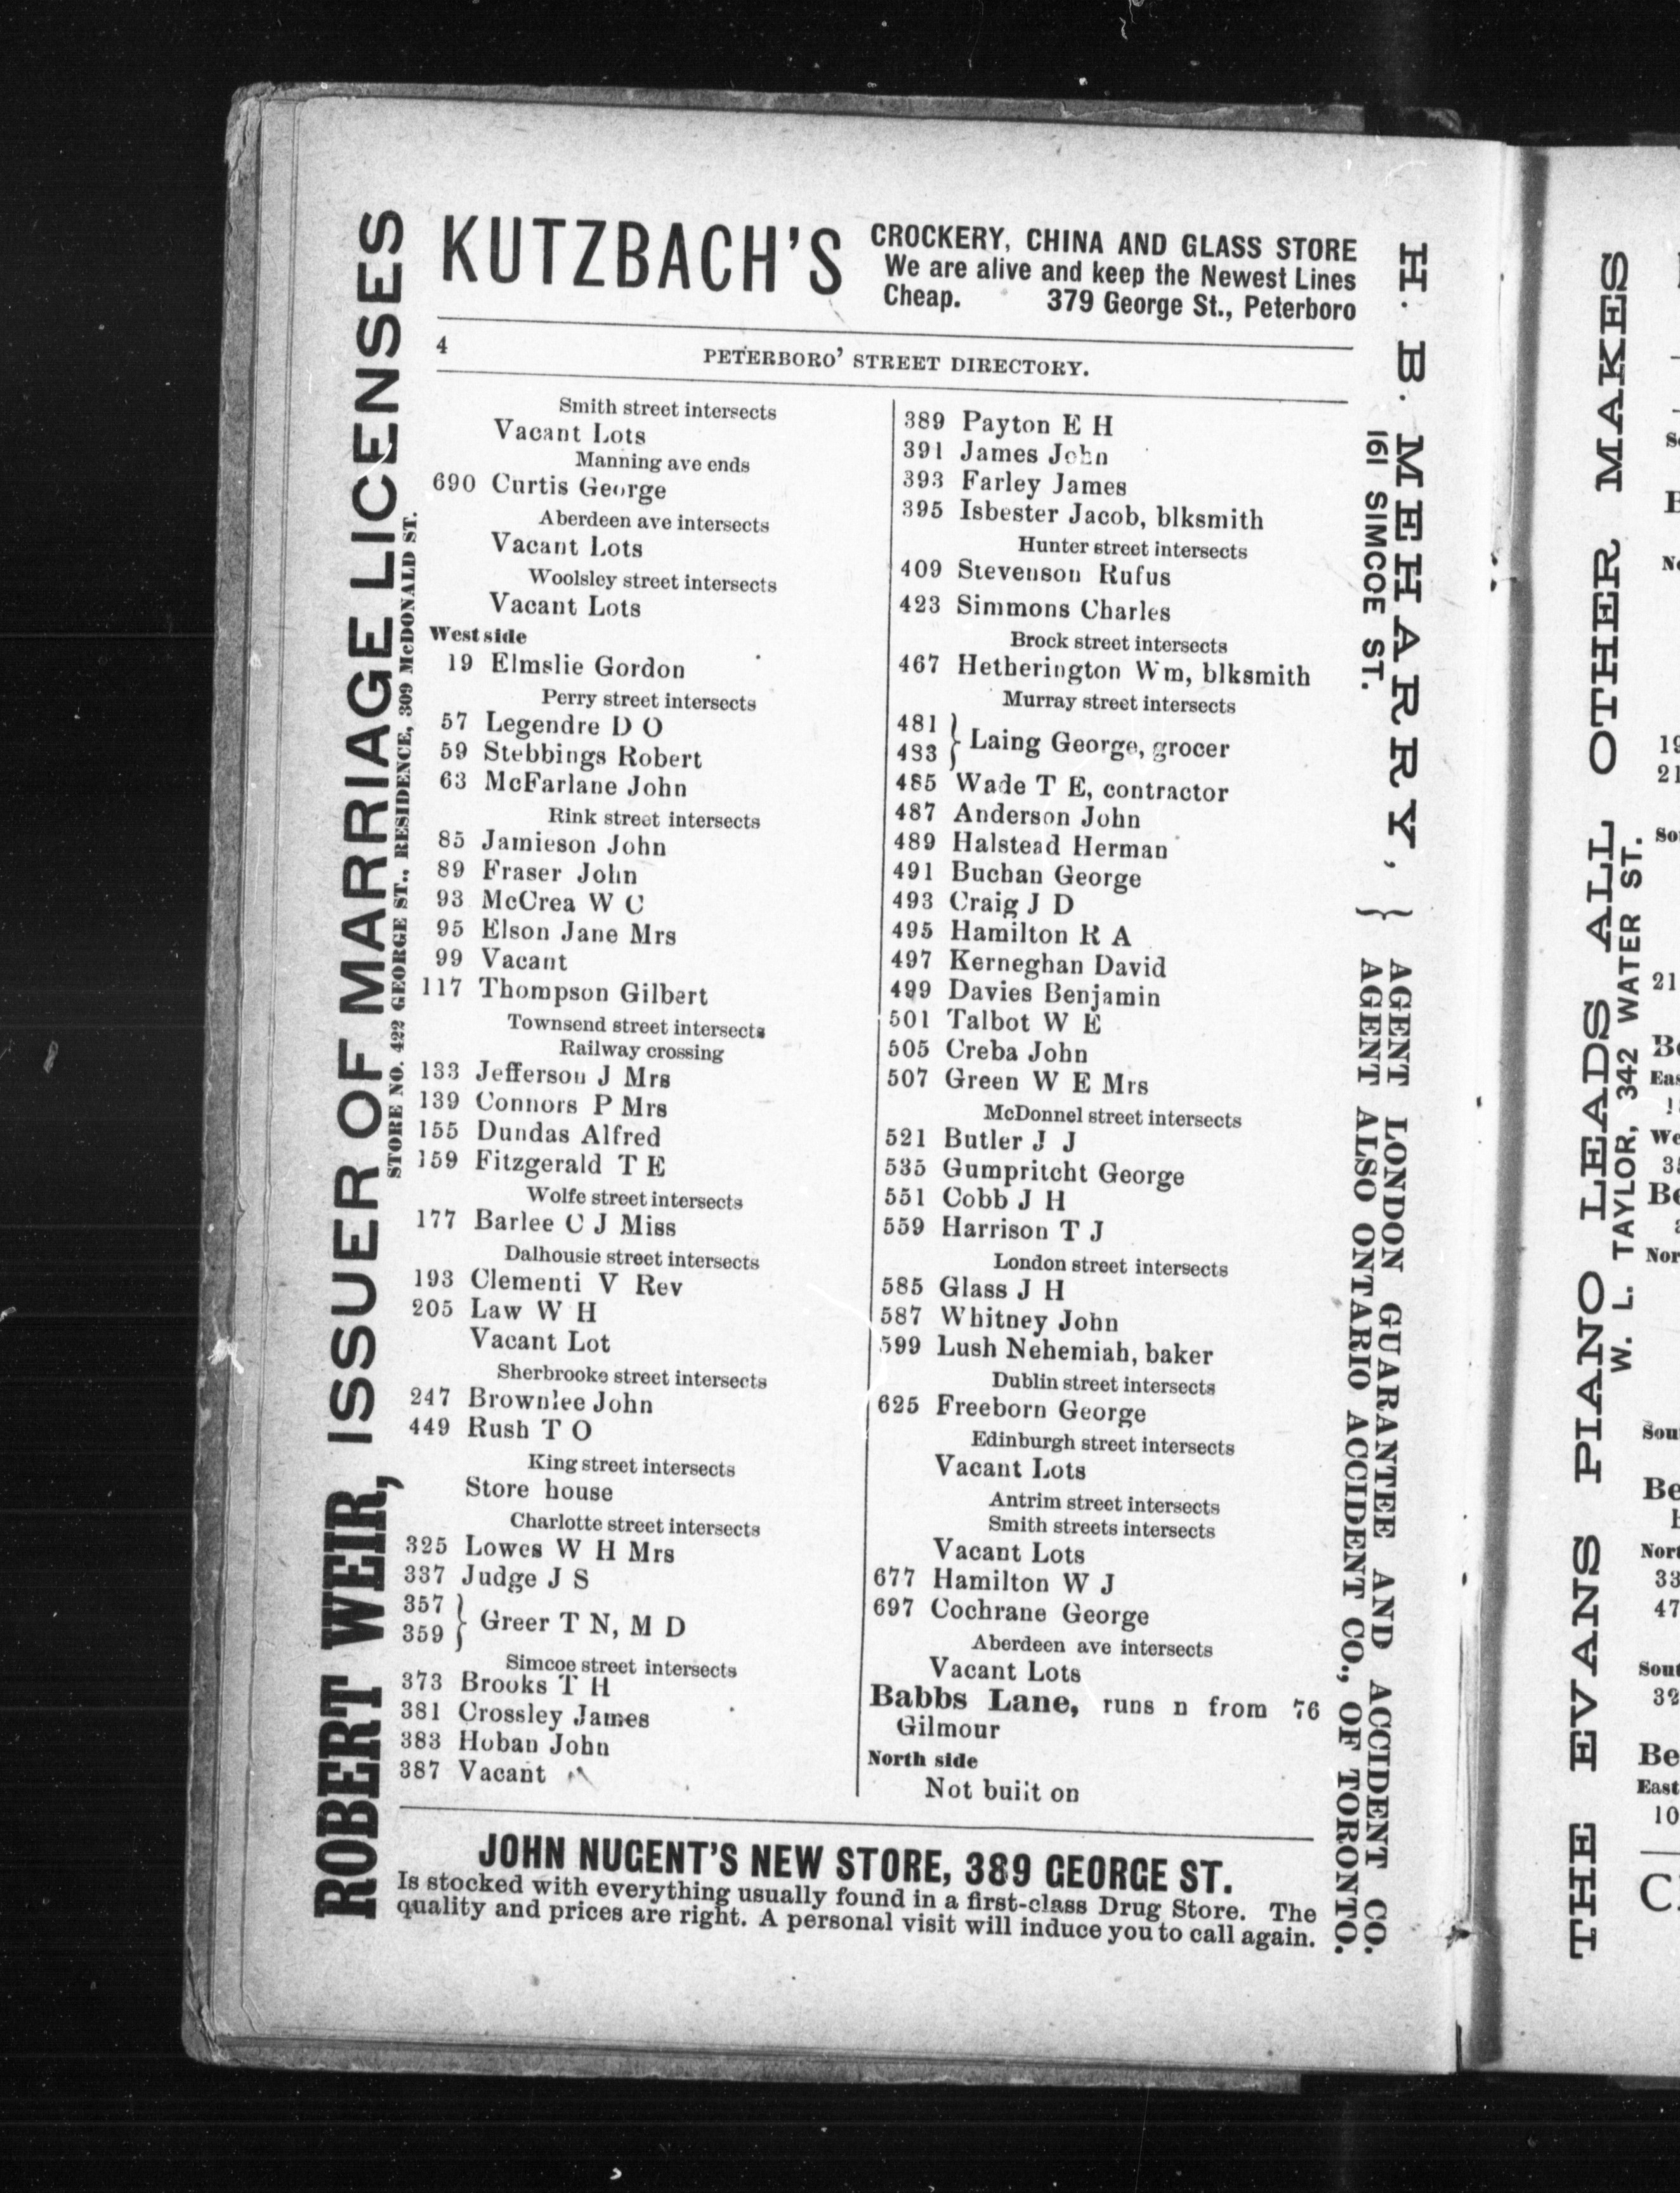 KUTZBACH'S
CROCKERY, CHINA AND GLASS STORE
We are alive and keep the Newest Lines
Cheap. 379 George St., Peterboro
4
PETERBORO' STREET DIRECTORY.
Smith street intersects
Vacant Lots
Manning ave ends
690 Curtis George
Aberdeen ave intersects
Vacant Lots
Woolsley street intersects
Vacant Lots
West side
19 Elmslie Gordon
Perry street intersects
57 Legendre D O
59 Stebbings Robert
63 McFarlane John
Rink street intersects
85 Jamieson John
89 Fraser John
93 McCrea W C
95 Elson Jane Mrs
99 Vacant
117 Thompson Gilbert
Townsend street intersects
Railway crossing
133 Jefferson J Mrs
139 Connors P Mrs
155 Dundas Alfred
159 Fitzgerald T E
Wolfe street intersects
177 Barlee C J Miss
Dalhousie street intersects
193 Clementi V Rev
205 Law W H
Vacant Lot
Sherbrooke street intersects
247 Brownlee John
449 Rush T O
King street intersects
Store house
Charlotte street intersects
325 Lowes W H Mrs
337 Judge J S
357
359 } Greer T N, M D
Simcoe street intersects
373 Brooks T H
381 Crossley James
383 Hoban John
387 Vacant
389 Payton E H
391 James John
393 Farley James
395 Isbester Jacob, blksmith
Hunter street intersects
409 Stevenson Rufus
423 Simmons Charles
Brock street intersects
467 Hetherington Wm, blksmith
Murray street intersects
481
483 } Laing George, grocer
485 Wade T E, contractor
487 Anderson John
489 Halstead Herman
491 Buchan George
493 Craig J D
495 Hamilton R A
497 Kerneghan David
499 Davies Benjamin
501 Talbot W E
505 Creba John
507 Green W E Mrs
McDonnel street intersects
521 Butler J J
535 Gumpritcht George
551 Cobb J H
559 Harrison T J
London street intersects
585 Glass J H
587 Whitney John
599 Lush Nehemiah, baker
Dublin street intersects
625 Freeborn George
Edinburgh street intersects
Vacant Lots
Antrim street intersects
Smith streets intersects
Vacant Lots
677 Hamilton W J
697 Cochrane George
Aberdeen ave intersects
Vacant Lots
Babbs Lane, runs n from 76
Gilmour
North side
Not built on
JOHN NUGENT'S NEW STORE, 389 GEORGE ST.
Is stocked with everything usually found in a first-class Drug Store. The
quality and prices are right. A personal visit will induce you to call again.
ROBERT WEIR, ISSUER OF MARRIAGE LICENSES
STORE NO. 422 GEORGE ST., RESIDENCE, 309 McDONALD ST.
H. B. MEHARRY,
161 SIMCOE ST.
} AGENT LONDON GUARANTEE AND ACCIDENT CO.
AGENT ALSO ONTARIO ACCIDENT CO., OF TORONTO.
THE EVANS PIANO LEADS ALL OTHER MAKES
W. L. TAYLOR, 342 WATER ST.